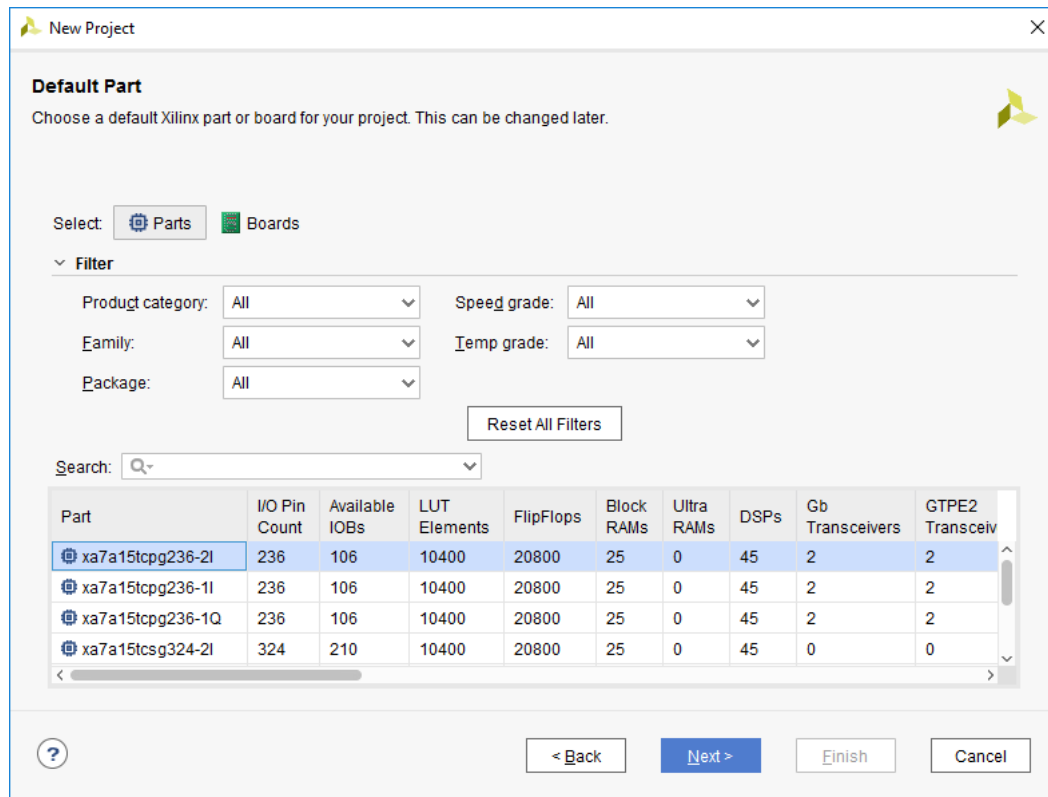 New Project
Default Part
Choose a default Xilinx part or board for your project. This can be changed later.
Select: Parts Boards
Filter
Product category: All Speed grade: All
Family: All Temp grade: All
Package: All
Reset All Filters
Search:
Part I/O Pin Count Available IOBs LUT Elements FlipFlops Block RAMs Ultra RAMs DSPs Gb Transceivers GTPE2 Transceiv
xa7a15tcpg236-2I 236 106 10400 20800 25 0 45 2 2
xa7a15tcpg236-1I 236 106 10400 20800 25 0 45 2 2
xa7a15tcpg236-1Q 236 106 10400 20800 25 0 45 2 2
xa7a15tcsg324-2I 324 210 10400 20800 25 0 45 0 0
? < Back Next > Finish Cancel